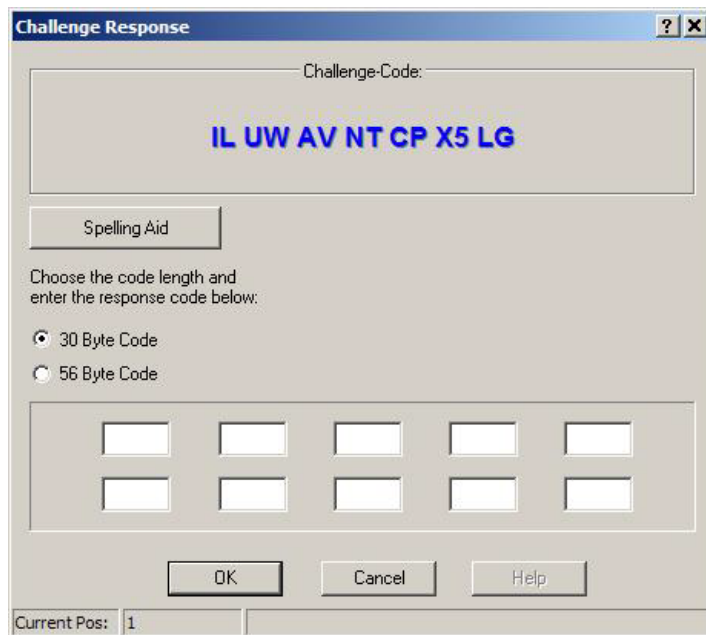 Challenge Response
Challenge-Code:
IL UW AV NT CP X5 LG
Spelling Aid
Choose the code length and
enter the response code below:
30 Byte Code
56 Byte Code
OK Cancel Help
Current Pos: 1